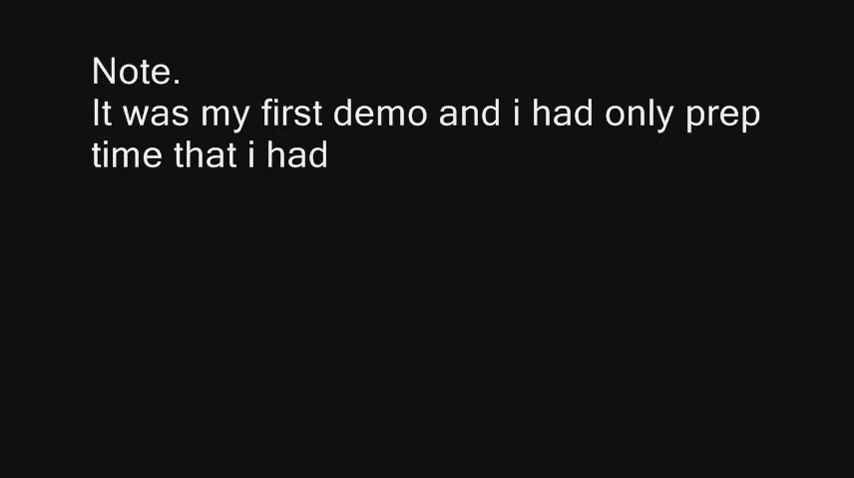 Note.
It was my first demo and i had only prep
time that i had